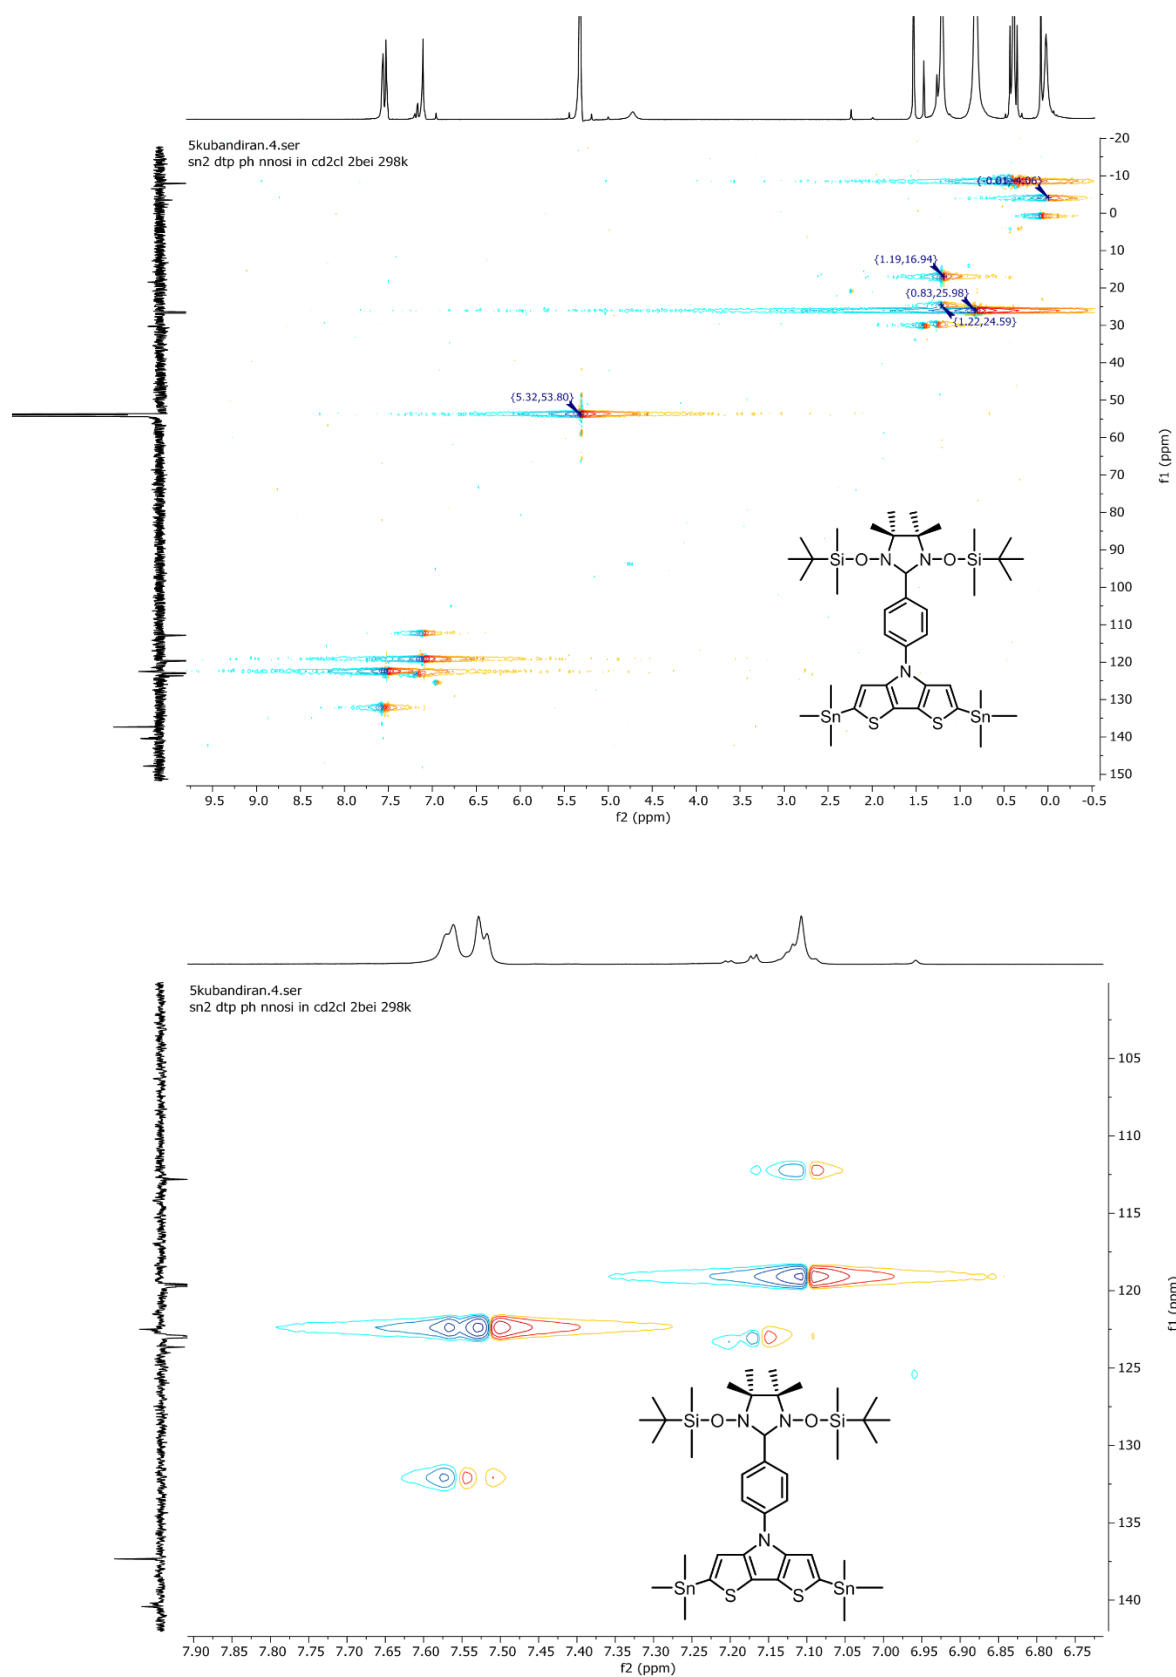 5kubandiran.4.ser
sn2 dtp ph nnosi in cd2cl 2bei 298k
-20
-10
{-0.01,-4.06}
0
10
{1.19,16.94}
20
{0.83,25.98}
{1.22,24.59}
30
40
{5.32,53.80}
50
60
f1 (ppm)
70
80
90
Si O N N O Si
100
110
120
N
130
Sn S S Sn
140
150
9.5 9.0 8.5 8.0 7.5 7.0 6.5 6.0 5.5 5.0 4.5 4.0 3.5 3.0 2.5 2.0 1.5 1.0 0.5 0.0 -0.5
f2 (ppm)
5kubandiran.4.ser
sn2 dtp ph nnosi in cd2cl 2bei 298k
105
110
115
120
f1 (ppm)
125
Si O N N O Si
130
135
N
Sn S S Sn
140
7.90 7.85 7.80 7.75 7.70 7.65 7.60 7.55 7.50 7.45 7.40 7.35 7.30 7.25 7.20 7.15 7.10 7.05 7.00 6.95 6.90 6.85 6.80 6.75
f2 (ppm)